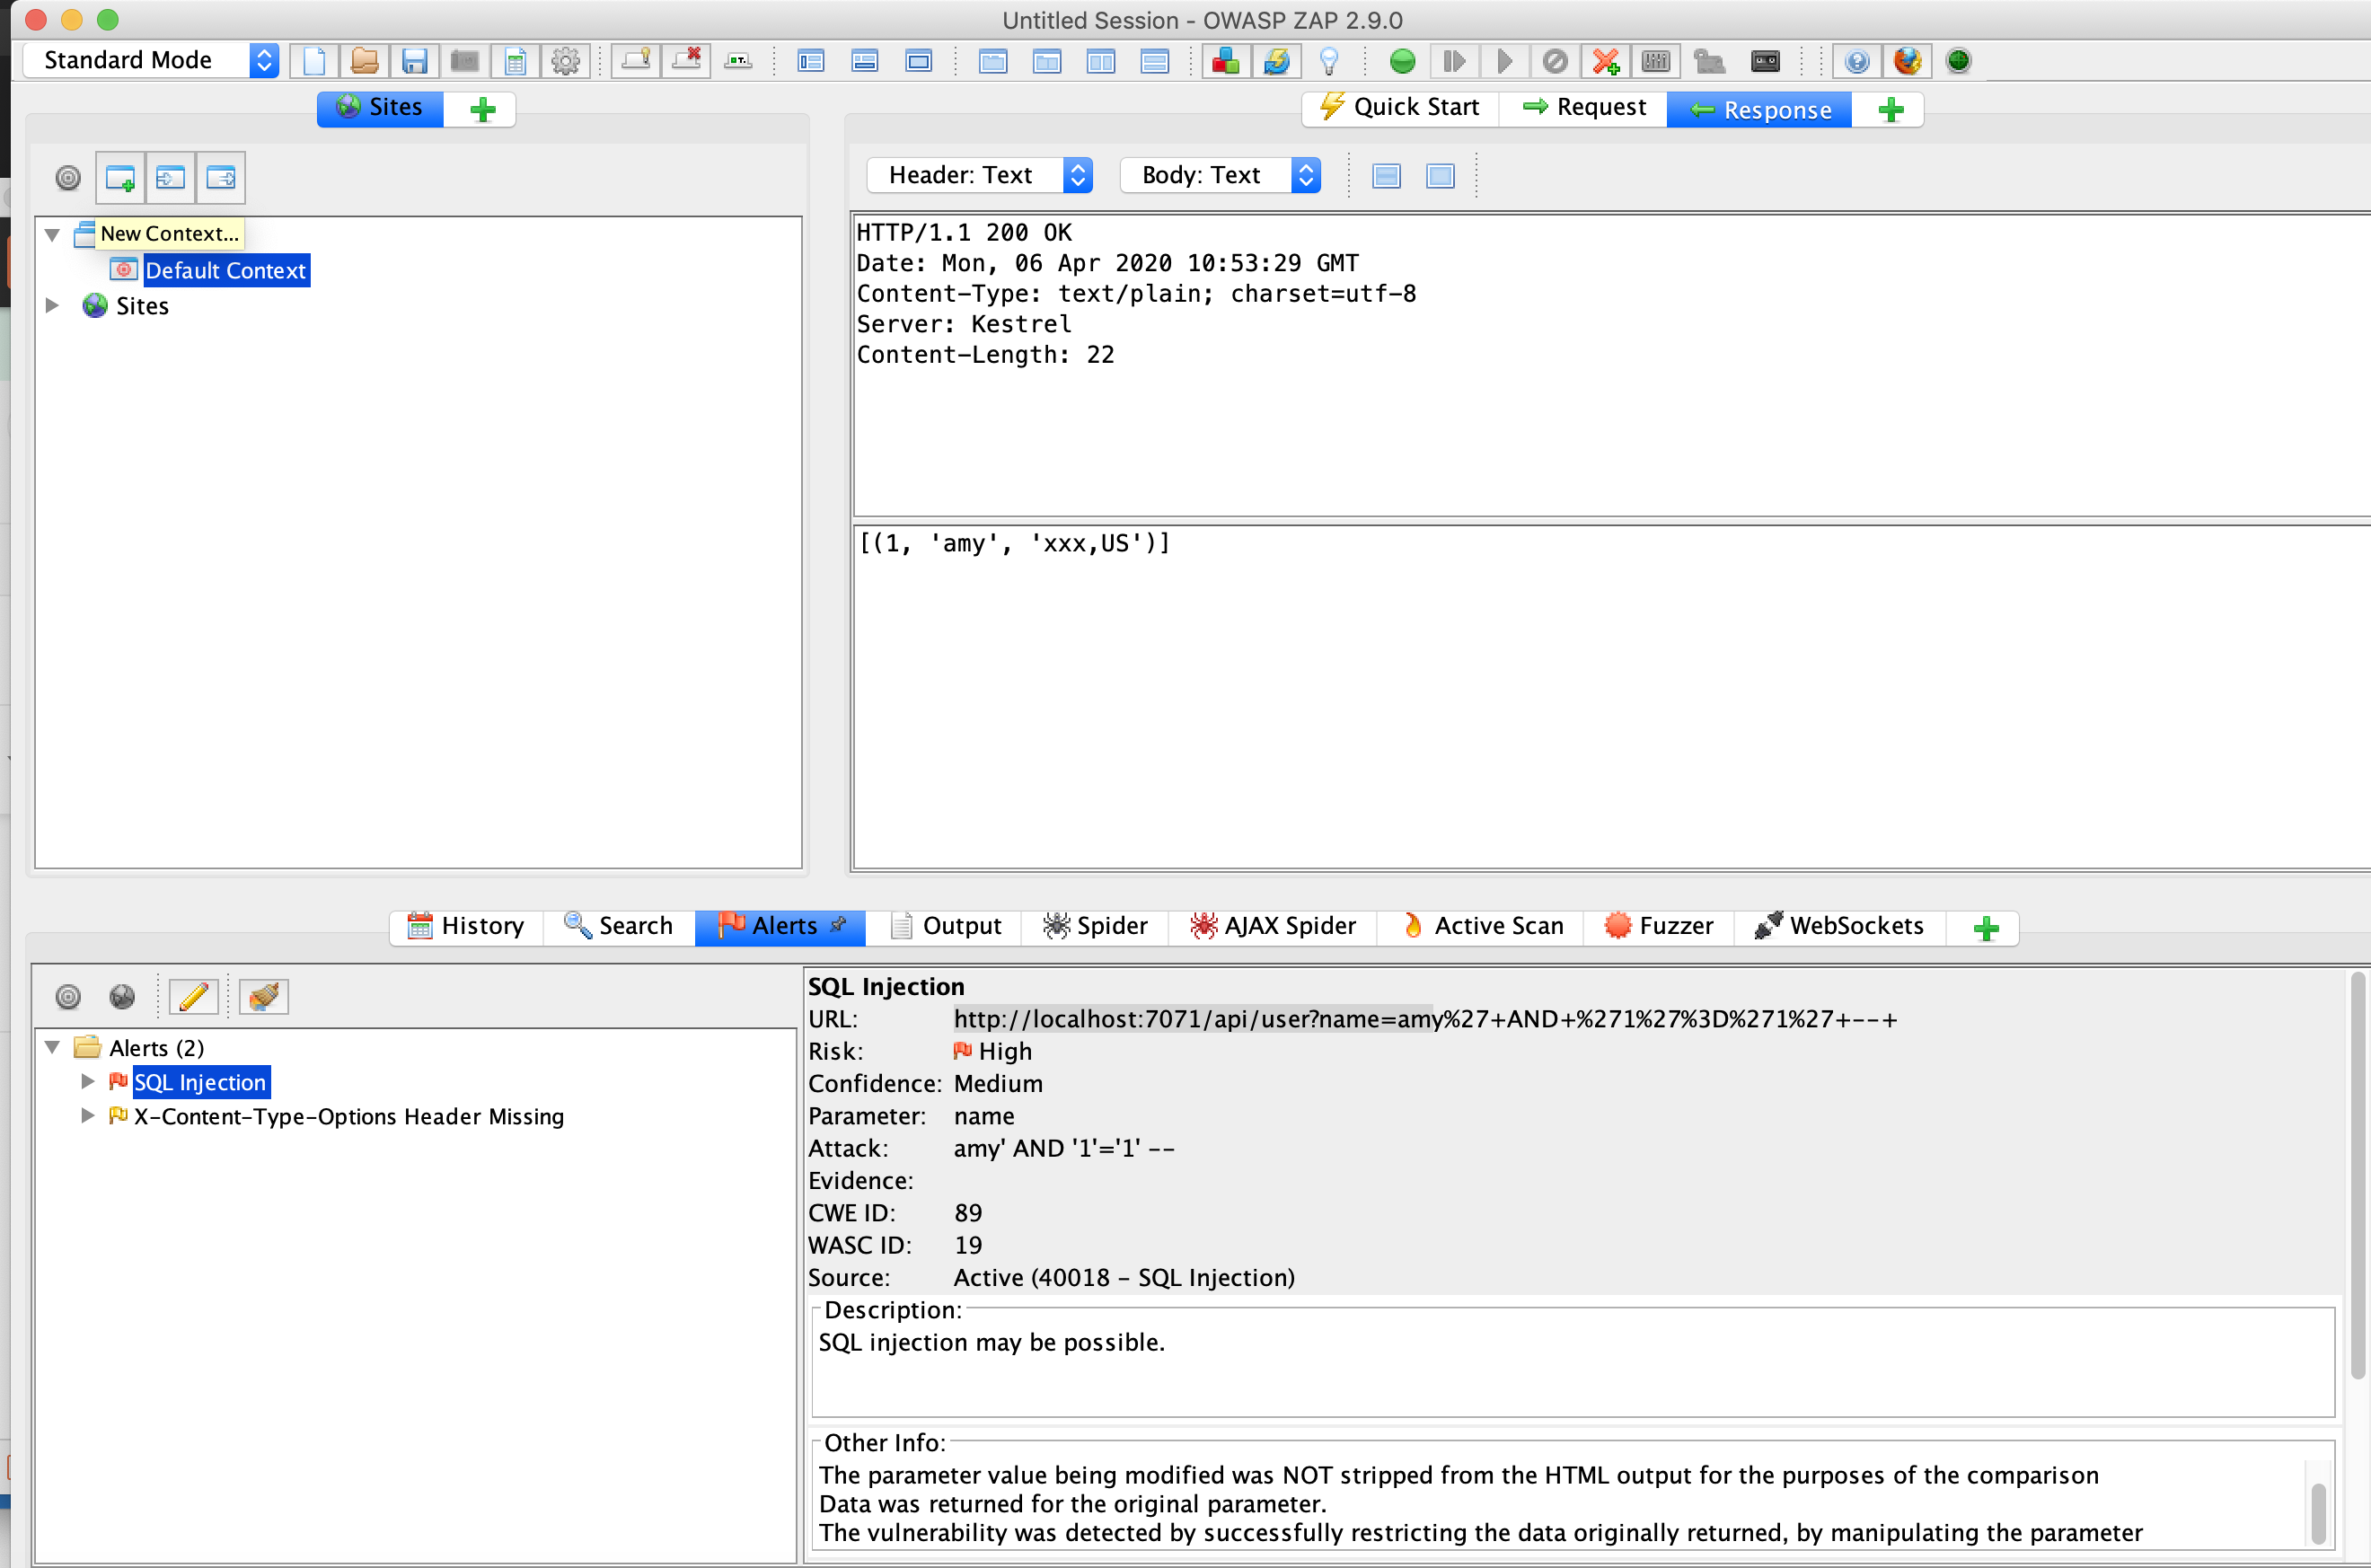 Untitled Session - OWASP ZAP 2.9.0
Standard Mode
Sites
Quick Start
Request
Response
Header: Text
Body: Text
New Context...
Default Context
Sites
HTTP/1.1 200 OK
Date: Mon, 06 Apr 2020 10:53:29 GMT
Content-Type: text/plain; charset=utf-8
Server: Kestrel
Content-Length: 22
[(1, 'amy', 'xxx,US')]
History
Search
Alerts
Output
Spider
AJAX Spider
Active Scan
Fuzzer
WebSockets
Alerts (2)
SQL Injection
X-Content-Type-Options Header Missing
SQL Injection
URL: http://localhost:7071/api/user?name=amy%27+AND+%271%27%3D%271%27+--+
Risk: High
Confidence: Medium
Parameter: name
Attack: amy' AND '1'='1' --
Evidence:
CWE ID: 89
WASC ID: 19
Source: Active (40018 - SQL Injection)
Description:
SQL injection may be possible.
Other Info:
The parameter value being modified was NOT stripped from the HTML output for the purposes of the comparison
Data was returned for the original parameter.
The vulnerability was detected by successfully restricting the data originally returned, by manipulating the parameter